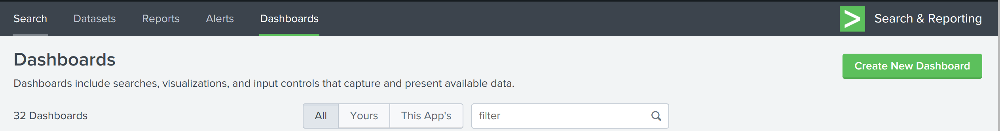 Search Datasets Reports Alerts Dashboards Search & Reporting
Dashboards
Create New Dashboard
Dashboards include searches, visualizations, and input controls that capture and present available data.
32 Dashboards All Yours This App's filter